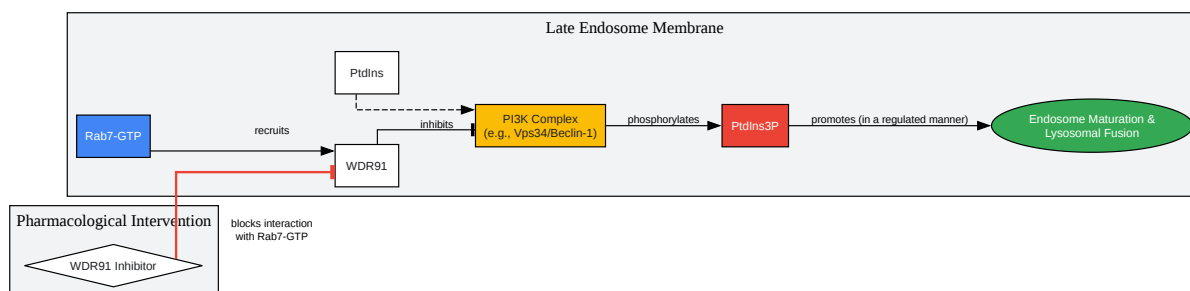 Late Endosome Membrane
PtdIns
Rab7-GTP
recruits
WDR91
inhibits
PI3K Complex
(e.g., Vps34/Beclin-1)
phosphorylates
PtdIns3P
promotes (in a regulated manner)
Endosome Maturation &
Lysosomal Fusion
Pharmacological Intervention
WDR91 Inhibitor
blocks interaction
with Rab7-GTP